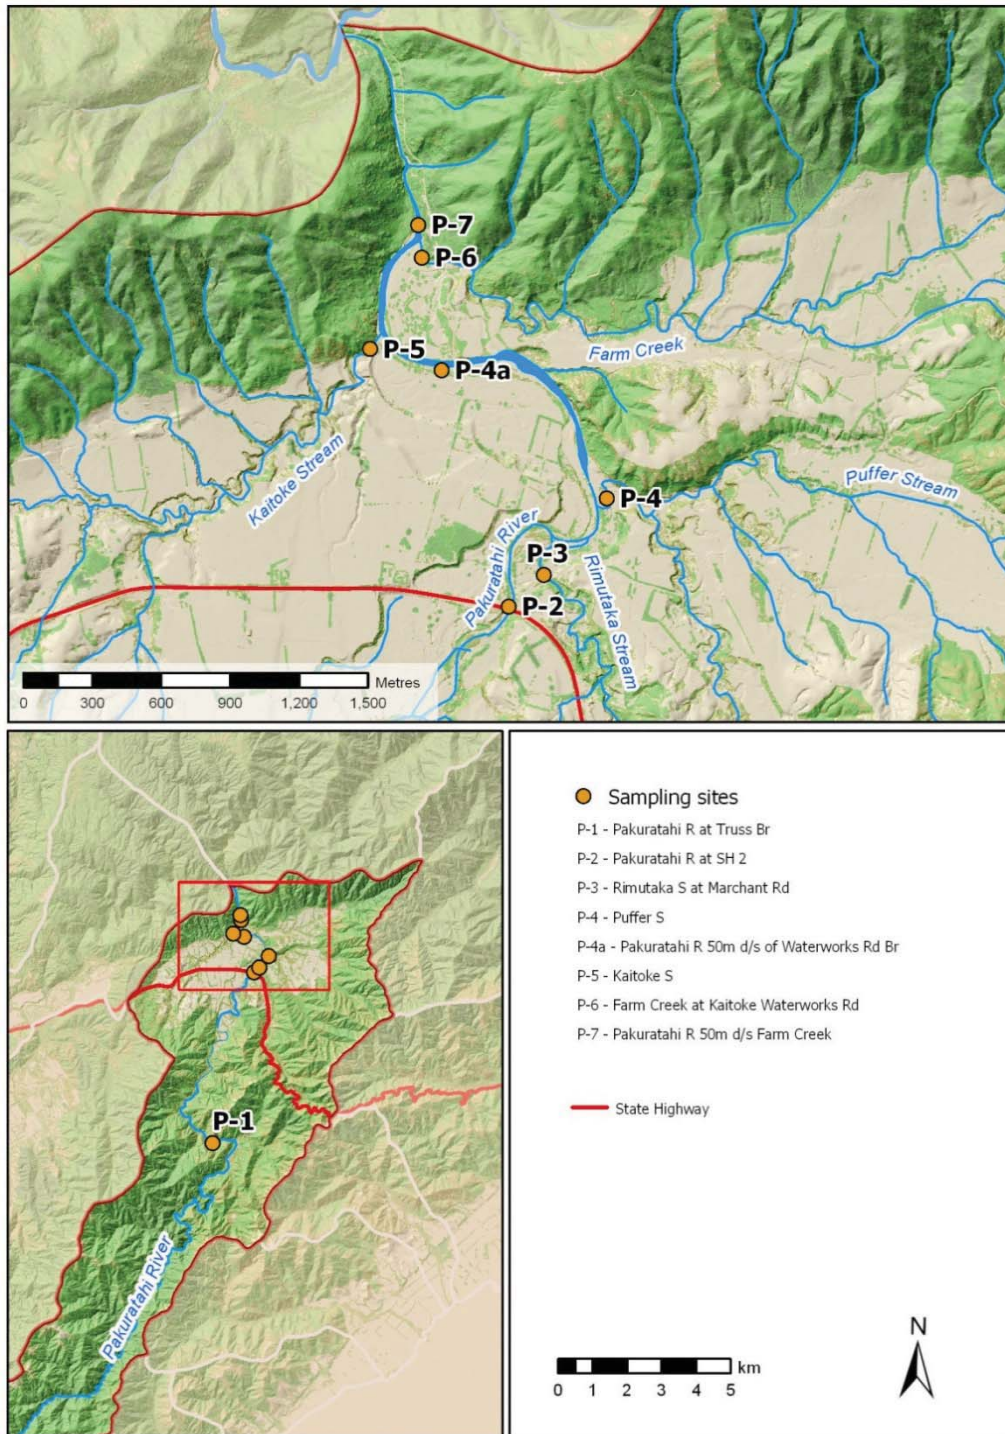 P-7
P-6
P-5
P-4a
Farm Creek
Kaitoke Stream
Puffer Stream
P-4
Pakuratahi River
P-3
Rimutaka Stream
P-2
Metres
0 300 600 900 1,200 1,500
P-1
Pakuratahi River
Sampling sites
P-1 - Pakuratahi R at Truss Br
P-2 - Pakuratahi R at SH 2
P-3 - Rimutaka S at Marchant Rd
P-4 - Puffer S
P-4a - Pakuratahi R 50m d/s of Waterworks Rd Br
P-5 - Kaitoke S
P-6 - Farm Creek at Kaitoke Waterworks Rd
P-7 - Pakuratahi R 50m d/s Farm Creek
State Highway
N
km
0 1 2 3 4 5